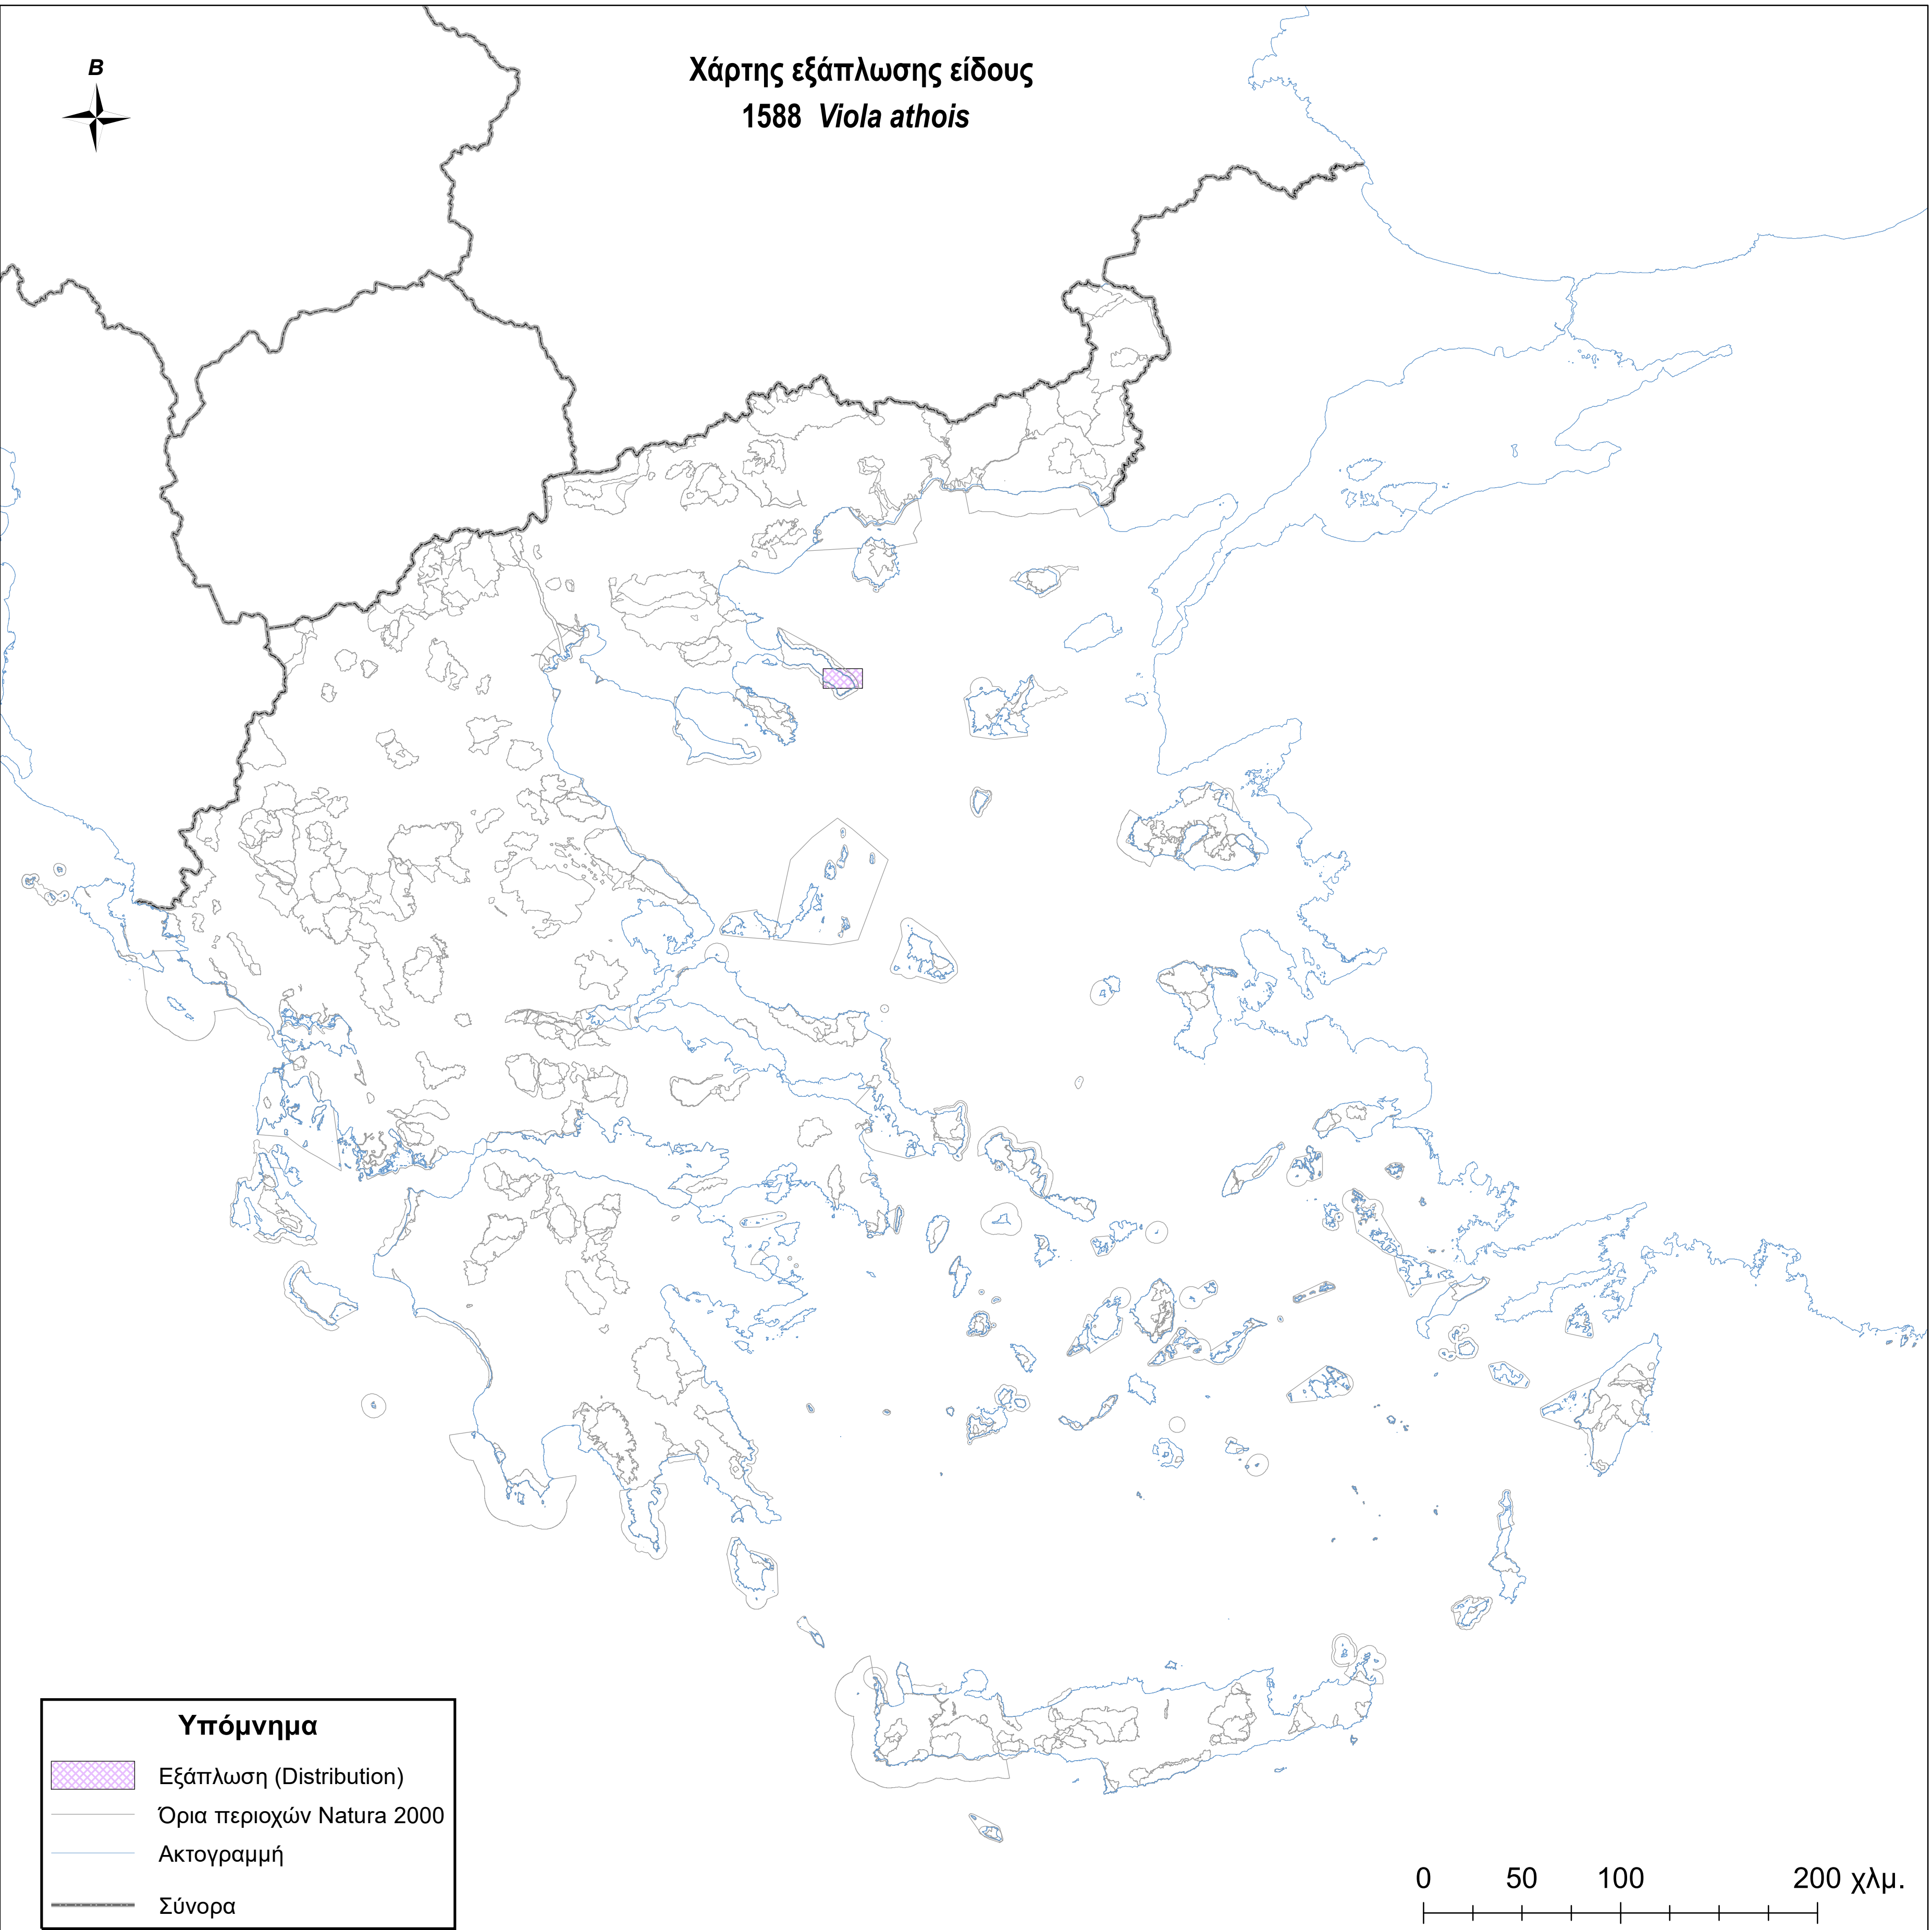 Β
Χάρτης εξάπλωσης είδους
1588 Viola athois
Υπόμνημα
Εξάπλωση (Distribution)
Όρια περιοχών Natura 2000
Ακτογραμμή
Σύνορα
0 50 100 200 χλμ.